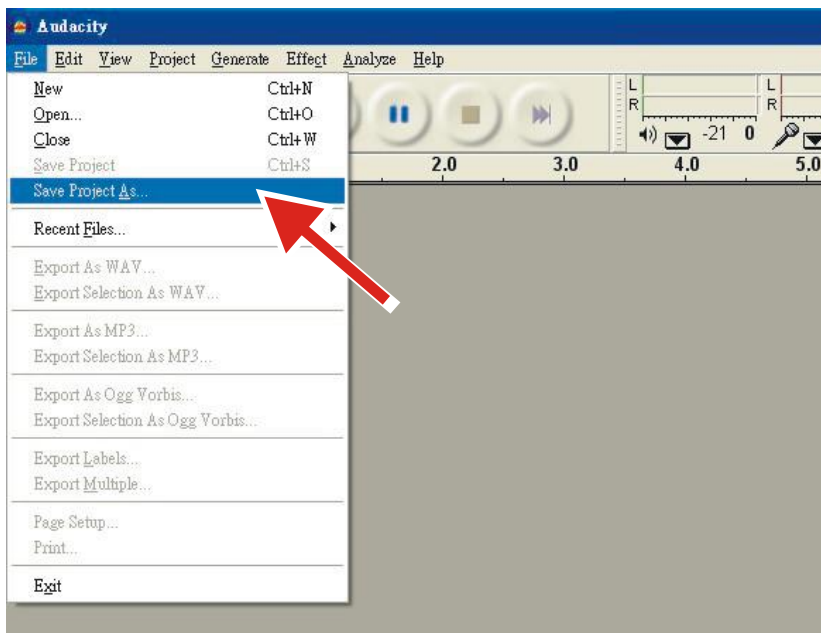 Audacity
File Edit View Project Generate Effect Analyze Help
New Ctrl+N
Open... Ctrl+O
Close Ctrl+W
Save Project Ctrl+S
Save Project As...
Recent Files...
Export As WAV...
Export Selection As WAV...
Export As MP3...
Export Selection As MP3...
Export As Ogg Vorbis...
Export Selection As Ogg Vorbis...
Export Labels...
Export Multiple...
Page Setup...
Print...
Exit
L L
R R
-21 0
2.0 3.0 4.0 5.0